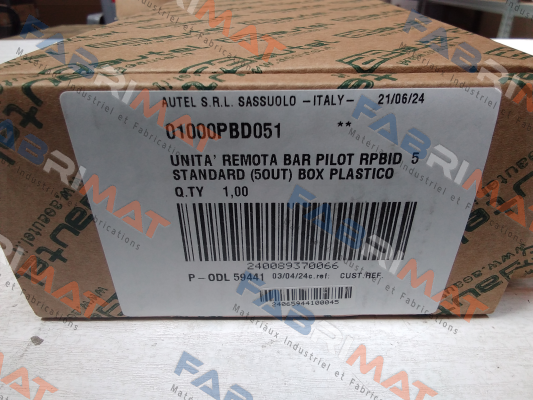 AUTEL S.R.L. SASSUOLO -ITALY- 21/06/24
01000PBD051 **
UNITA' REMOTA BAR PILOT RPBID 5
STANDARD (5OUT) BOX PLASTICO
Q.TY 1,00
240089370066
P-ODL 59441 03/04/24c.ref: CUST.REF.
24065944100045
FABRIMAT
Matériaux Industriel et Fabrications